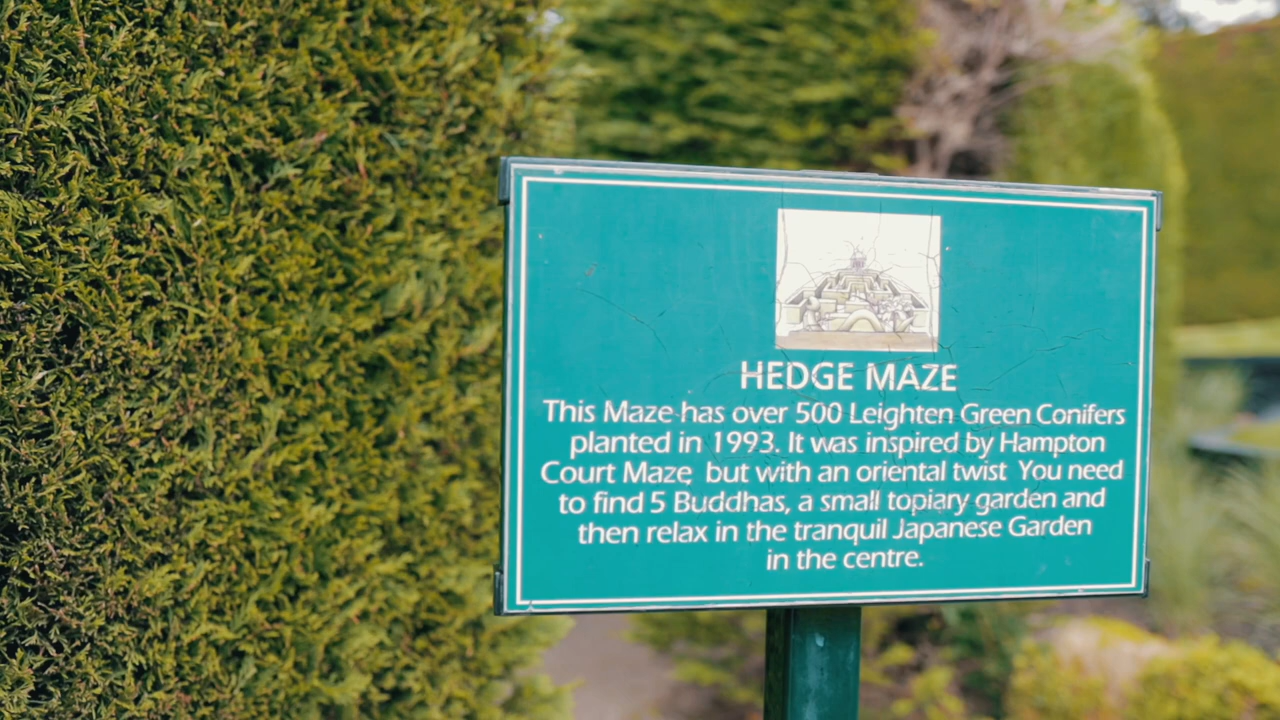 HEDGE MAZE
This Maze has over 500 Leighten Green Conifers
planted in 1993. It was inspired by Hampton
Court Maze, but with an oriental twist You need
to find 5 Buddhas, a small topiary garden and
then relax in the tranquil Japanese Garden
in the centre.